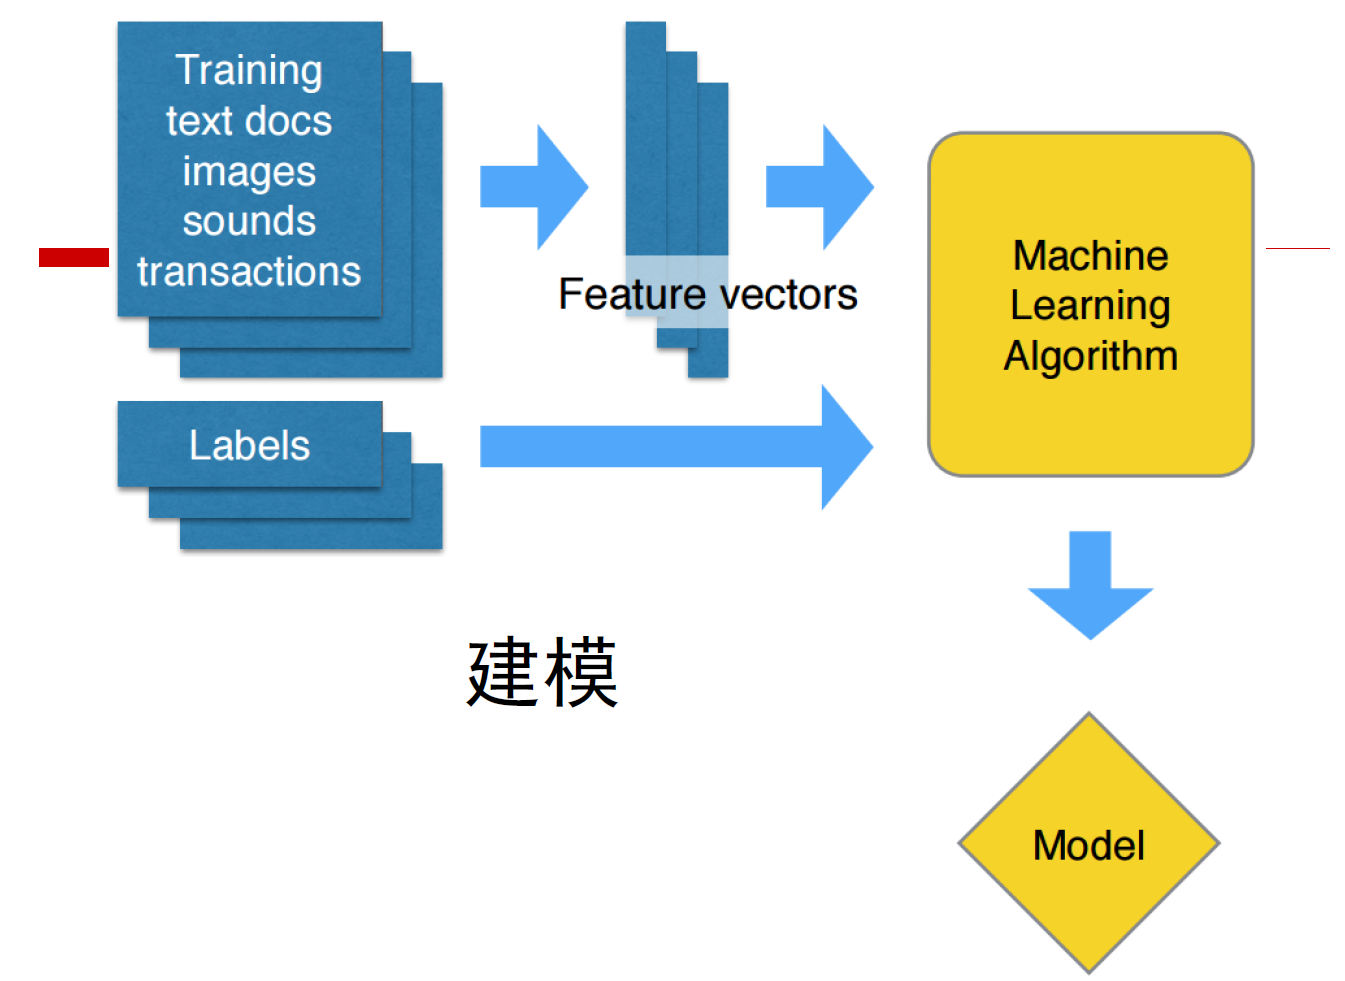 Training
text docs
images
sounds
transactions
Feature vectors
Machine
Learning
Algorithm
Labels
建模
Model